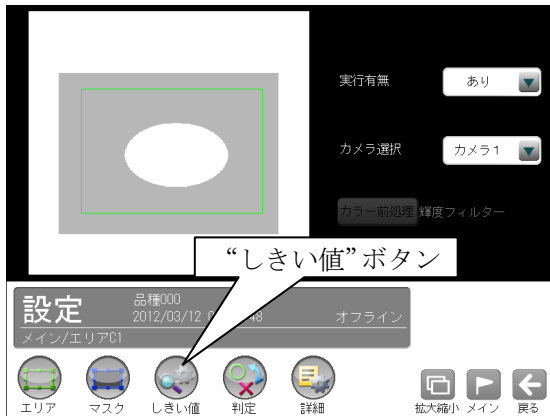 実行有無 あり
カメラ選択 カメラ1
カラー前処理 輝度フィルター
“しきい値”ボタン
設定 品種000
2012/03/12 48 オフライン
メイン/エリアC1
エリア マスク しきい値 判定 詳細 拡大縮小 メイン 戻る